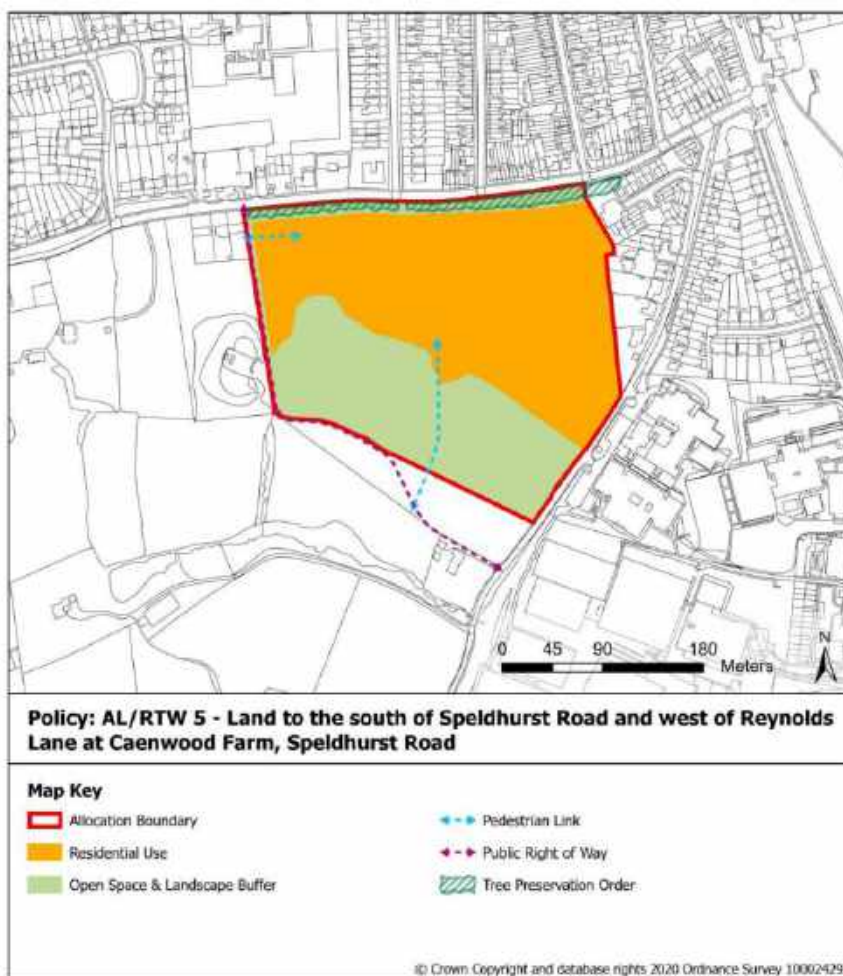 0 45 90 180
Meters
N
Policy: AL/RTW 5 - Land to the south of Speldhurst Road and west of Reynolds
Lane at Caenwood Farm, Speldhurst Road
Map Key
Allocation Boundary
Residential Use
Open Space & Landscape Buffer
Pedestrian Link
Public Right of Way
Tree Preservation Order
© Crown Copyright and database rights 2020 Ordnance Survey 10002429